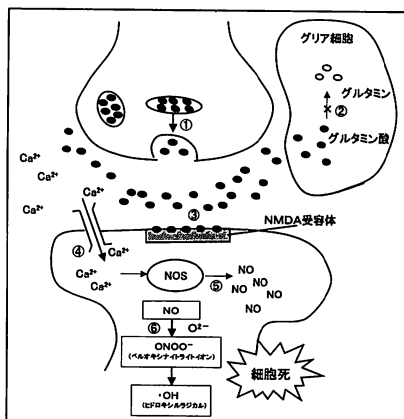 グリア細胞
グルタミン
①
×②
グルタミン酸
Ca²⁺
Ca²⁺
Ca²⁺
Ca²⁺
③
NMDA受容体
④
Ca²⁺
Ca²⁺
Ca²⁺
NOS
⑤
NO
NO
NO
NO
NO
NO
NO
⑥
O²−
ONOO⁻
(ペルオキシナイトライトイオン)
細胞死
・OH
(ヒドロキシルラジカル)